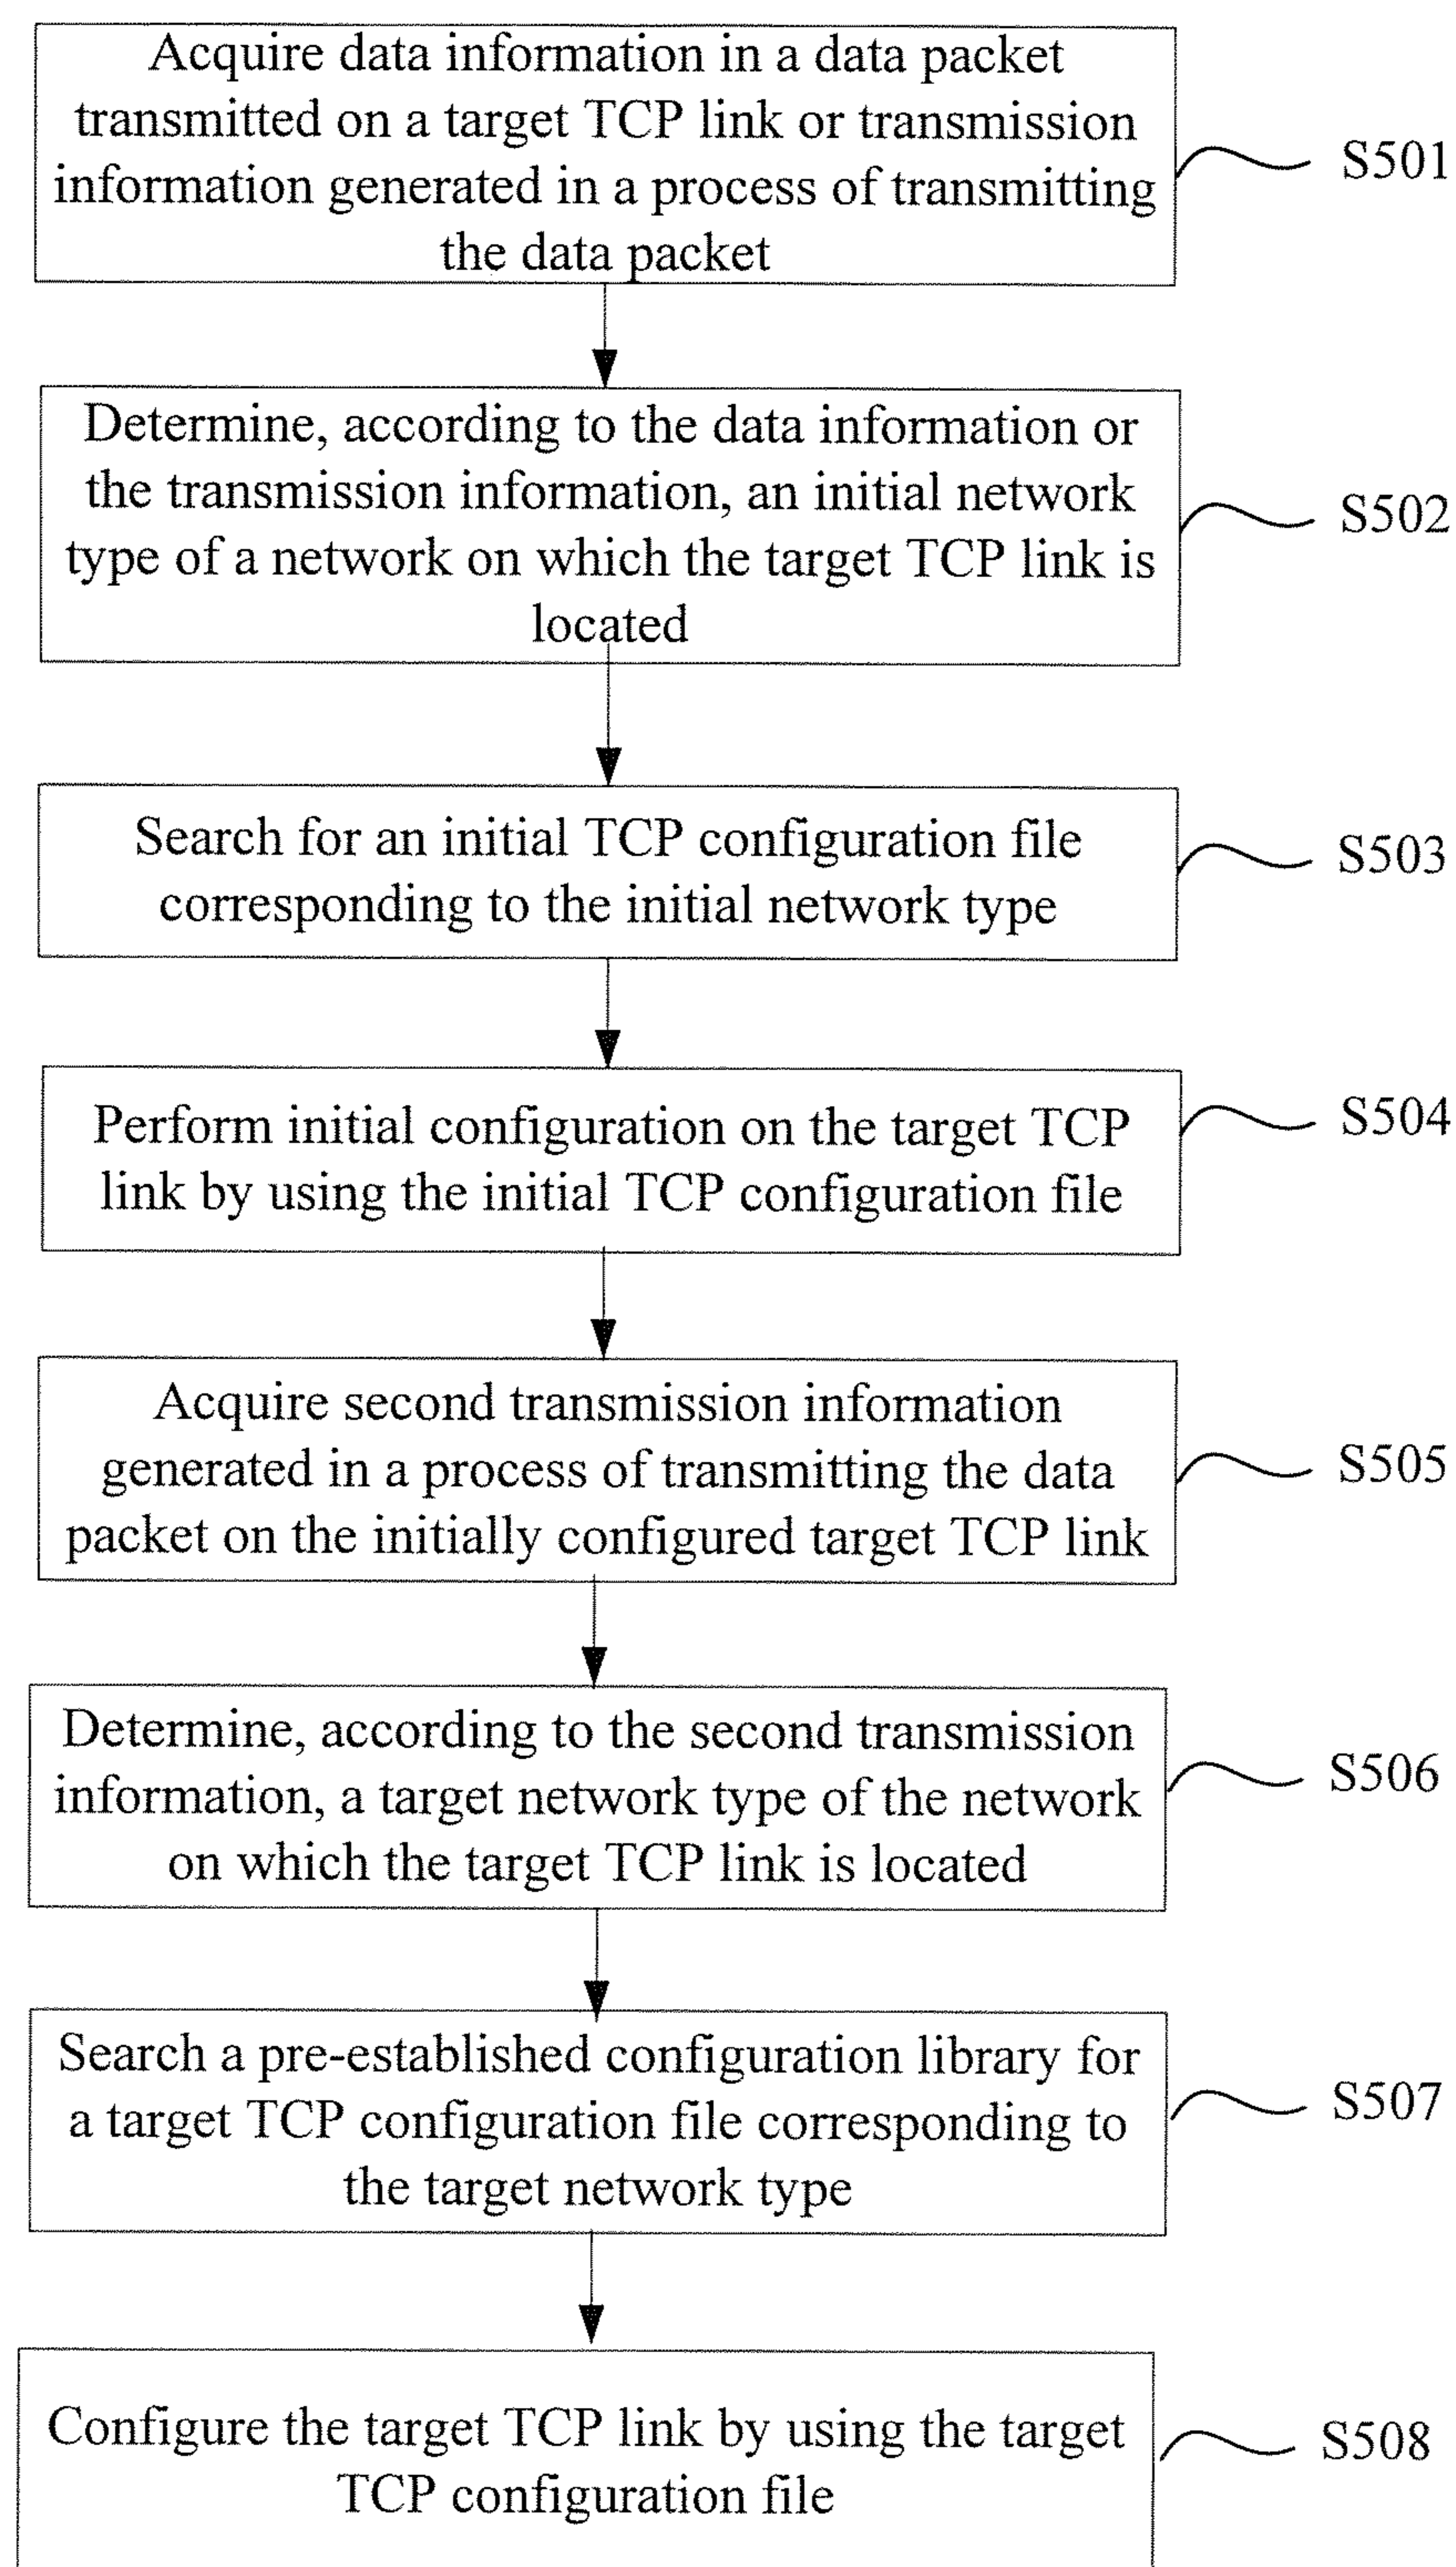 Acquire data information in a data packet
transmitted on a target TCP link or transmission
information generated in a process of transmitting
the data packet
S501
Determine, according to the data information or
the transmission information, an initial network
type of a network on which the target TCP link is
located
S502
Search for an initial TCP configuration file
corresponding to the initial network type
S503
Perform initial configuration on the target TCP
link by using the initial TCP configuration file
S504
Acquire second transmission information
generated in a process of transmitting the data
packet on the initially configured target TCP link
S505
Determine, according to the second transmission
information, a target network type of the network
on which the target TCP link is located
S506
Search a pre-established configuration library for
a target TCP configuration file corresponding to
the target network type
S507
Configure the target TCP link by using the target
TCP configuration file
S508